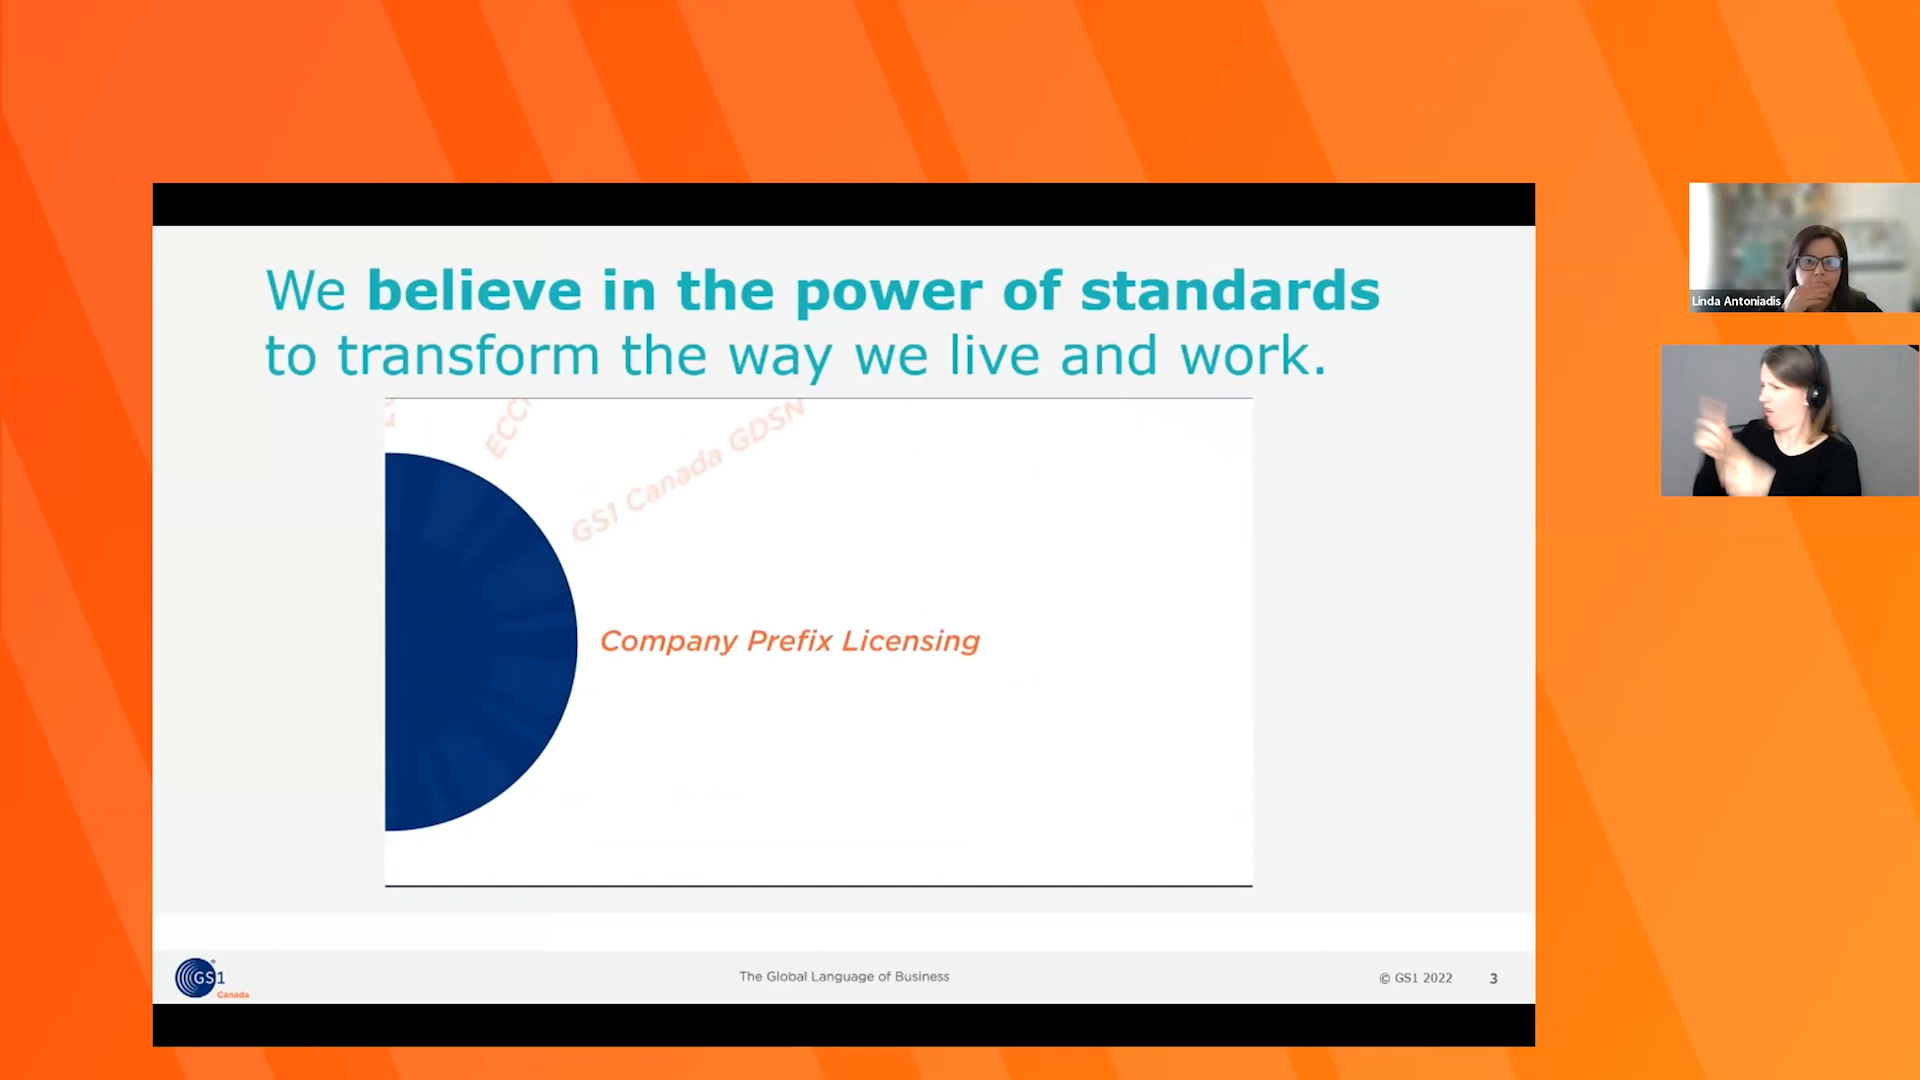 We believe in the power of standards
to transform the way we live and work.
GS1 Canada GDSN
Company Prefix Licensing
Linda Antoniadis
GS1
Canada
The Global Language of Business
© GS1 2022
3